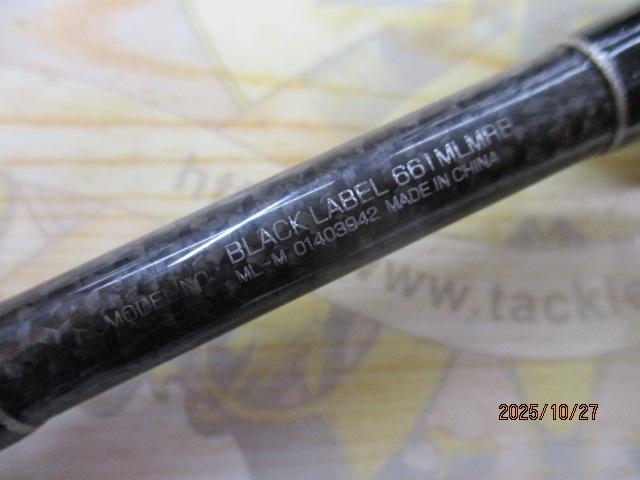 MODEL NO. BLACK LABEL 661MLMRB
ML-M 01403942 MADE IN CHINA
www.tackle
2025/10/27